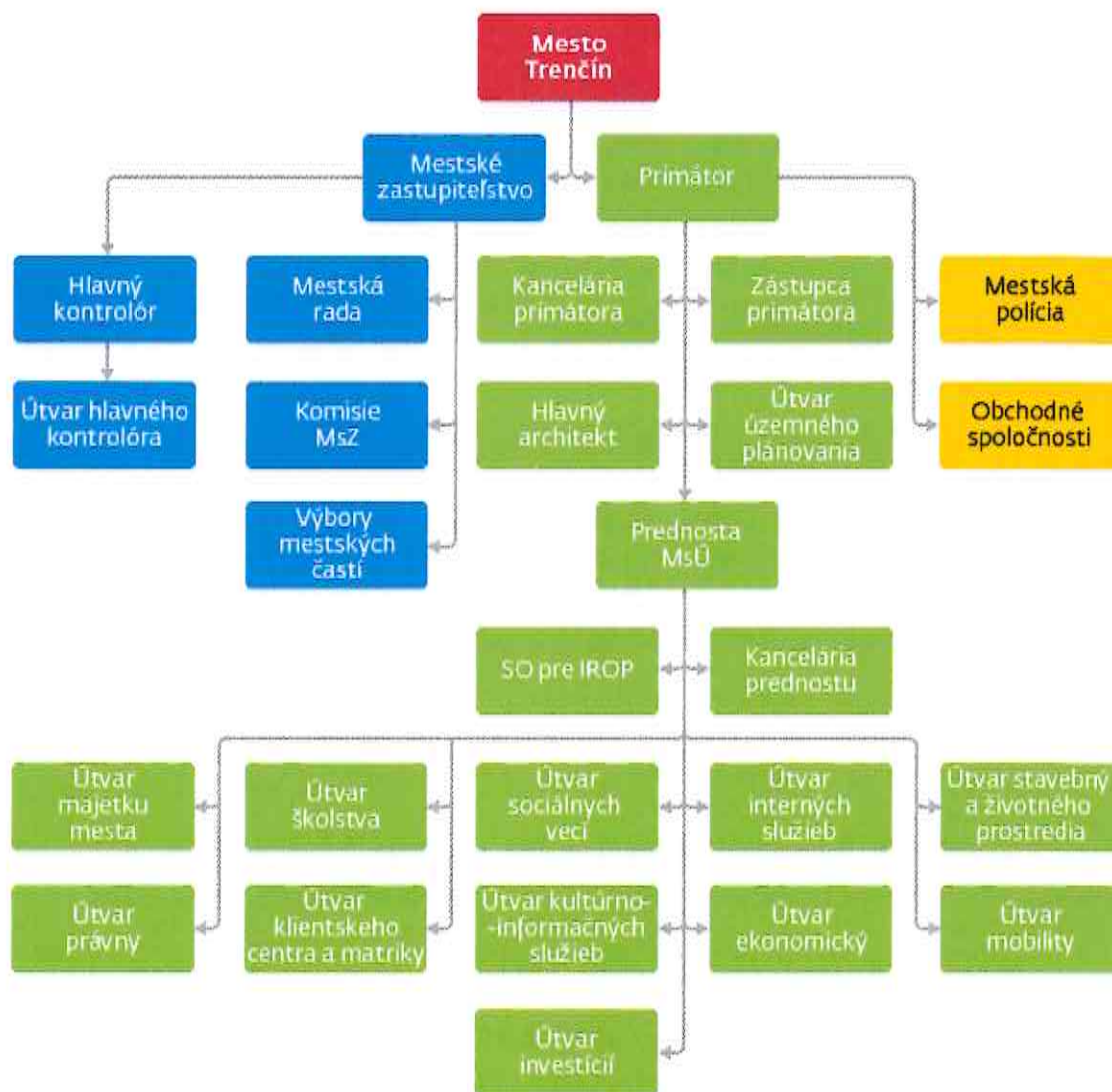 Mesto
Trenčín
Mestské
zastupiteľstvo
Primátor
Hlavný
kontrolór
Mestská
rada
Kancelária
primátora
Zástupca
primátora
Mestská
polícia
Útvar hlavného
kontrolóra
Komisie
MsZ
Hlavný
architekt
Útvar
územného
plánovania
Obchodné
spoločnosti
Výbory
mestských
častí
Prednosta
MsÚ
SO pre IROP
Kancelária
prednostu
Útvar
majetku
mesta
Útvar
školstva
Útvar
sociálnych
vecí
Útvar
interných
služieb
Útvar stavebný
a životného
prostredia
Útvar
právny
Útvar
klientskeho
centra a matriky
Útvar kultúrno-
-informačných
služieb
Útvar
ekonomický
Útvar
mobility
Útvar
investícií